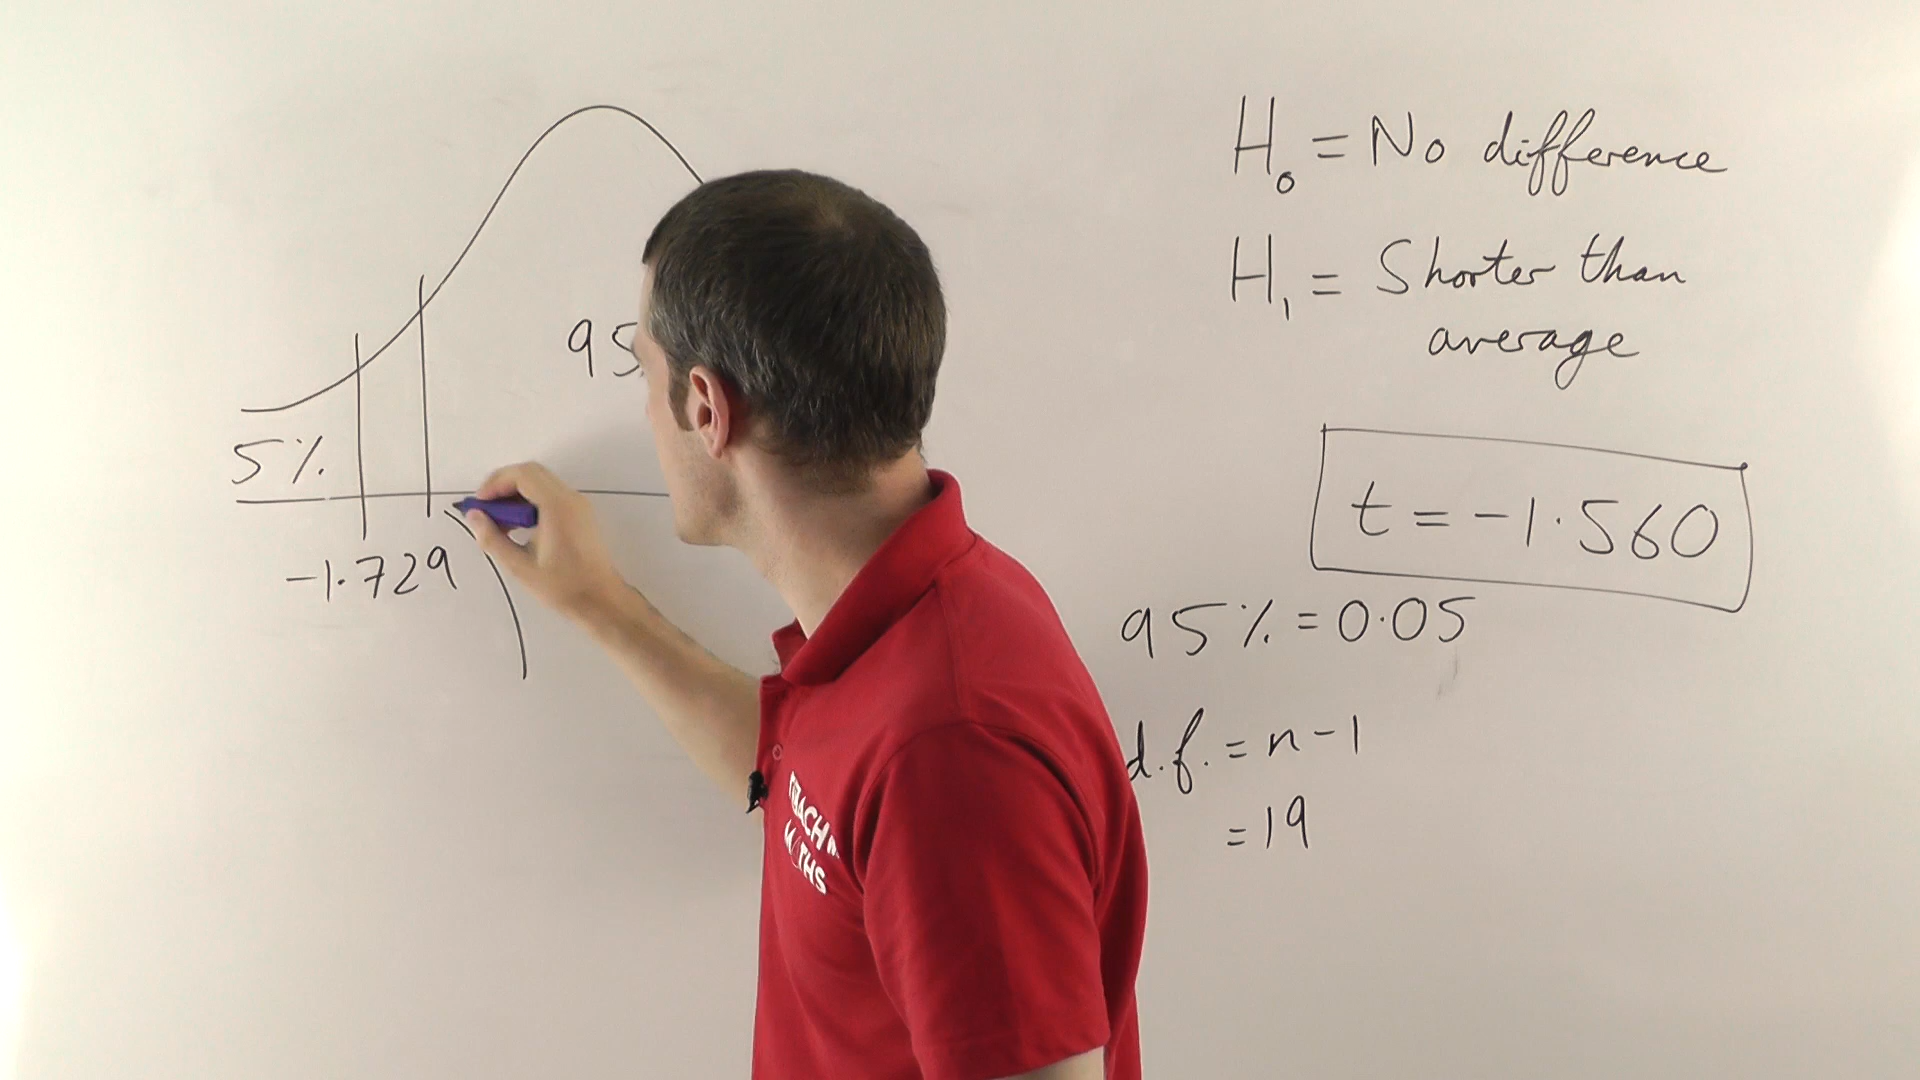 H₀ = No difference
H₁ = Shorter than
average
95
5%
-1.729
t = -1.560
95% = 0.05
d.f. = n-1
= 19